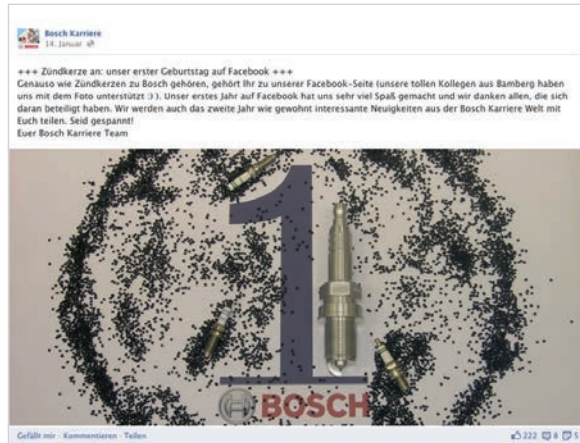 Bosch Karriere
14. Januar
+++ Zündkerze an: unser erster Geburtstag auf Facebook +++
Genauso wie Zündkerzen zu Bosch gehören, gehört Ihr zu unserer Facebook-Seite (unsere tollen Kollegen aus Bamberg haben
uns mit dem Foto unterstützt :) ). Unser erstes Jahr auf Facebook hat uns sehr viel Spaß gemacht und wir danken allen, die sich
daran beteiligt haben. Wir werden auch das zweite Jahr wie gewohnt interessante Neuigkeiten aus der Bosch Karriere Welt mit
Euch teilen. Seid gespannt!
Euer Bosch Karriere Team
1
BOSCH
Gefällt mir · Kommentieren · Teilen 222 8 5